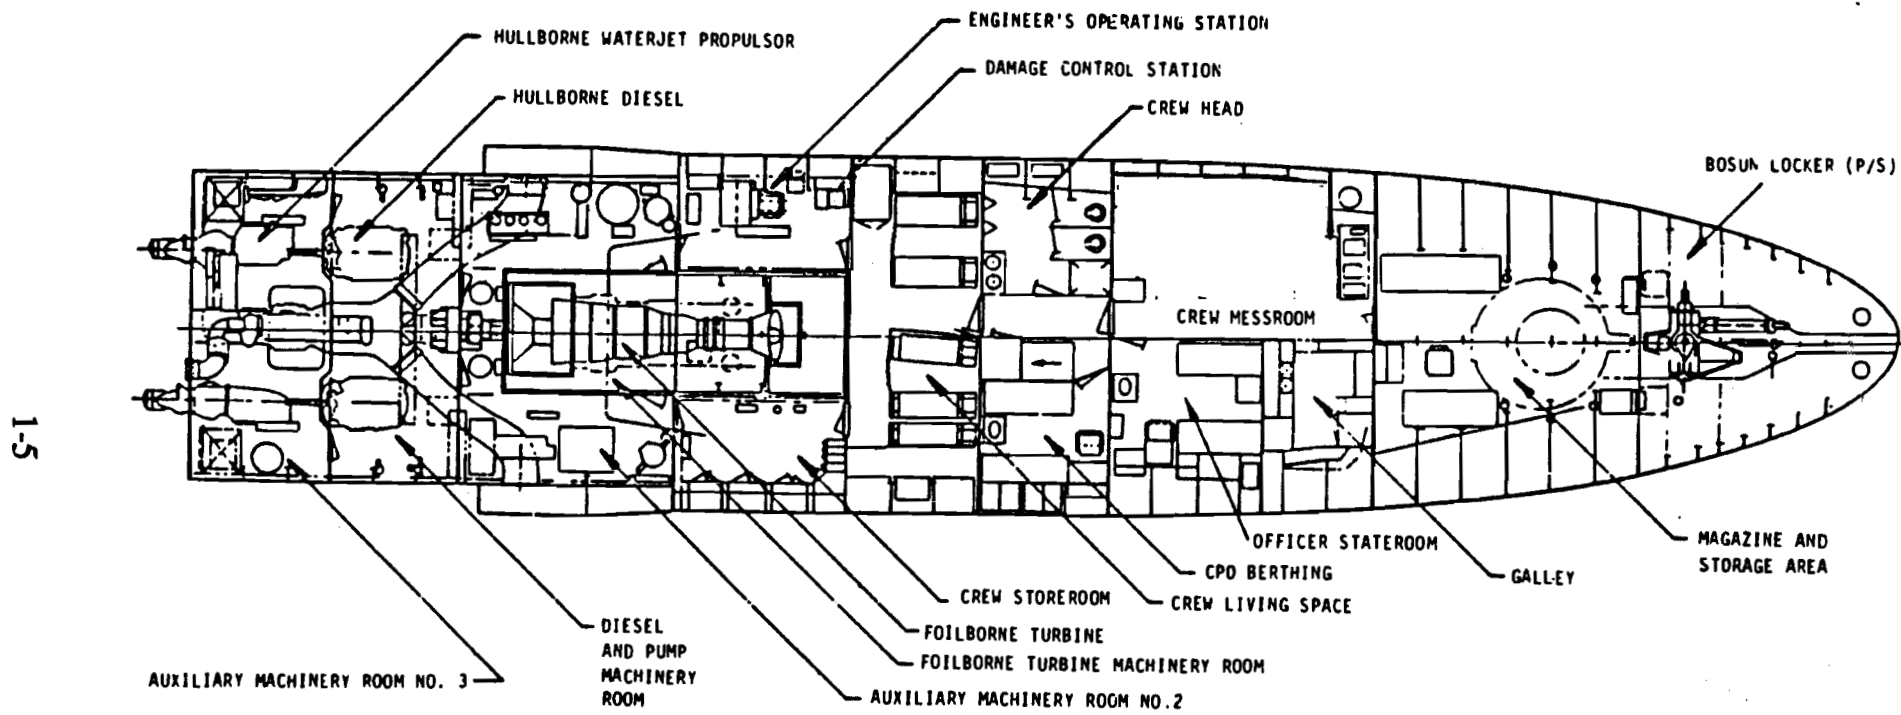 ENGINEER'S OPERATING STATION
HULLBORNE WATERJET PROPULSOR
DAMAGE CONTROL STATION
HULLBORNE DIESEL
CREW HEAD
BOSUN LOCKER (P/S)
CREW MESSROOM
1-5
OFFICER STATEROOM
MAGAZINE AND
STORAGE AREA
CPO BERTHING
GALLEY
CREW LIVING SPACE
CREW STOREROOM
FOILBORNE TURBINE
FOILBORNE TURBINE MACHINERY ROOM
DIESEL
AND PUMP
MACHINERY
ROOM
AUXILIARY MACHINERY ROOM NO. 3
AUXILIARY MACHINERY ROOM NO.2